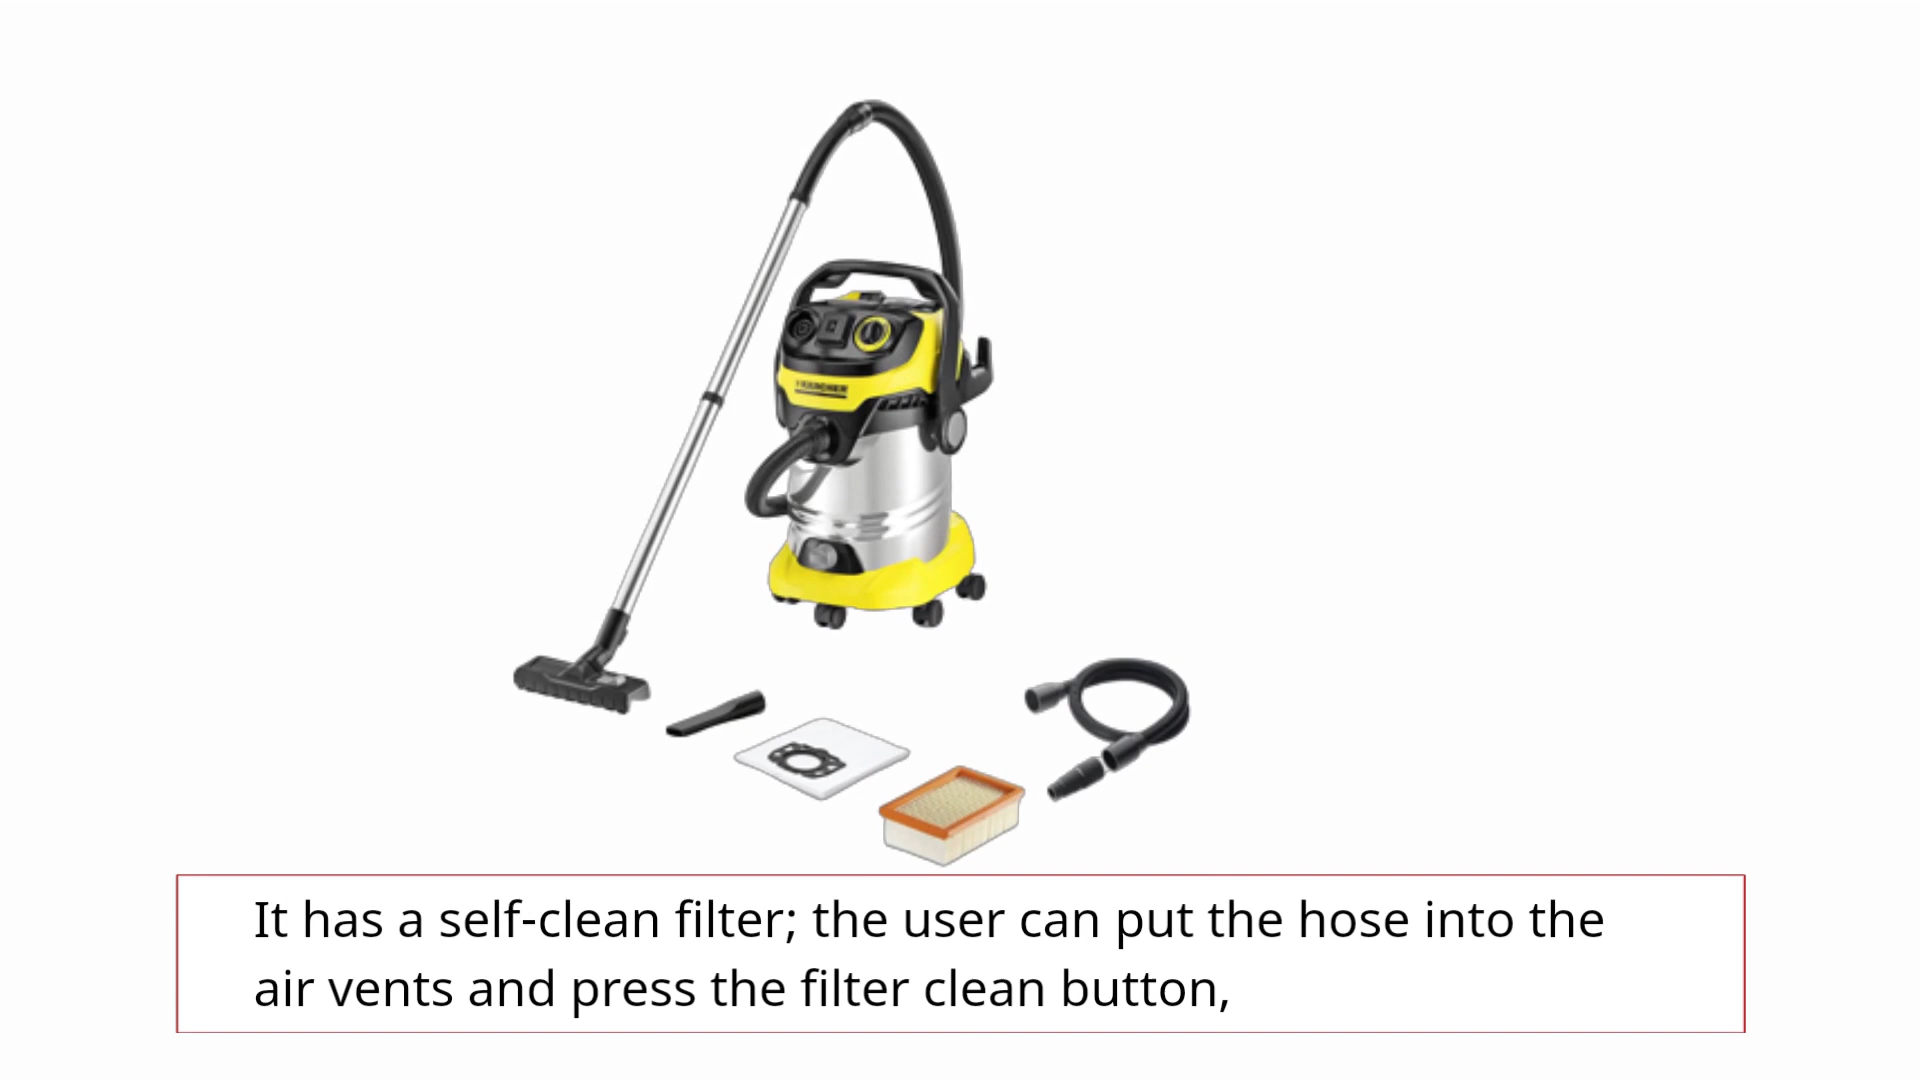 KARCHER
It has a self-clean filter; the user can put the hose into the
air vents and press the filter clean button,